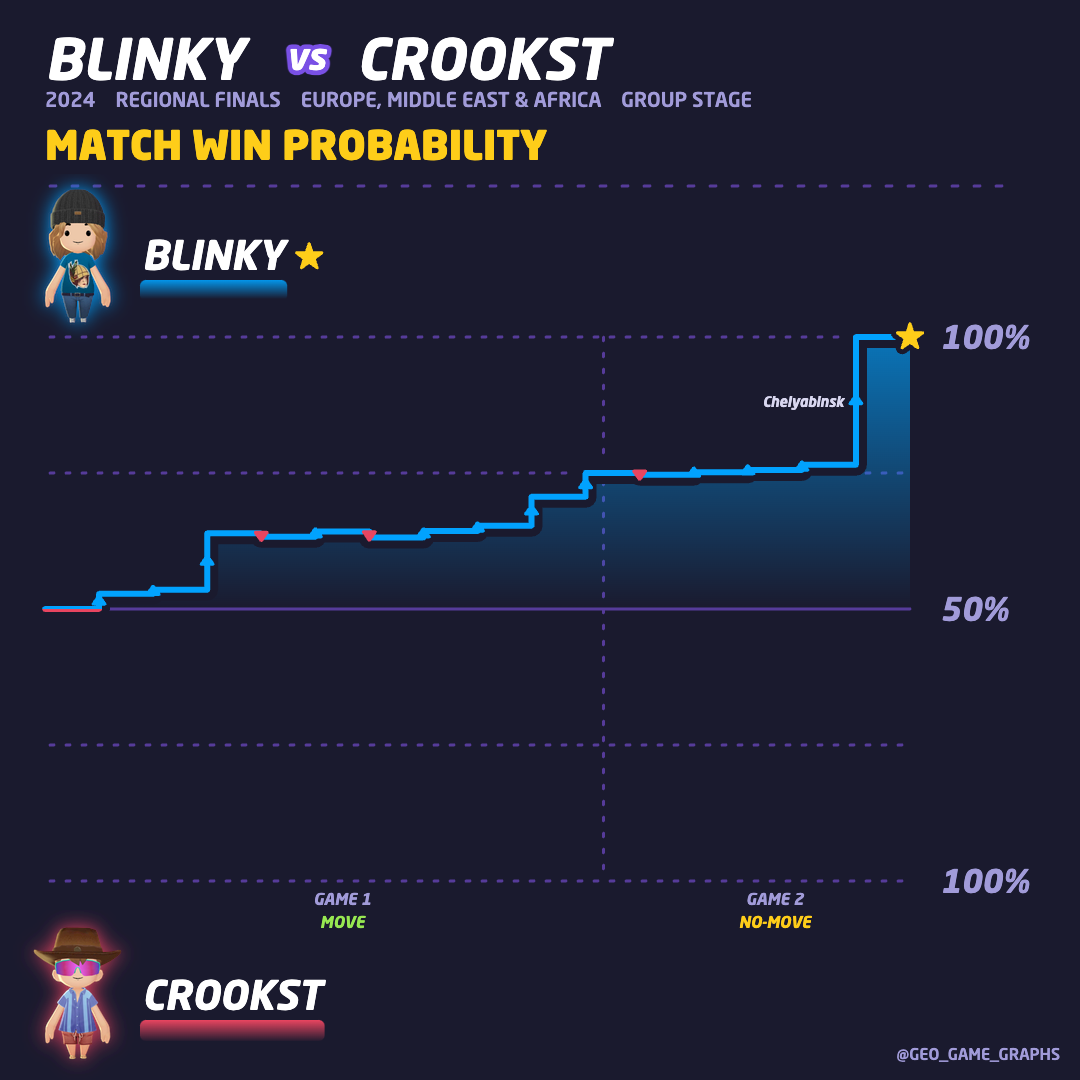 BLINKY VS CROOKST
2024 REGIONAL FINALS EUROPE, MIDDLE EAST & AFRICA GROUP STAGE
MATCH WIN PROBABILITY
BLINKY
100%
Chelyabinsk
50%
100%
GAME 1 GAME 2
MOVE NO-MOVE
CROOKST
@GEO_GAME_GRAPHS